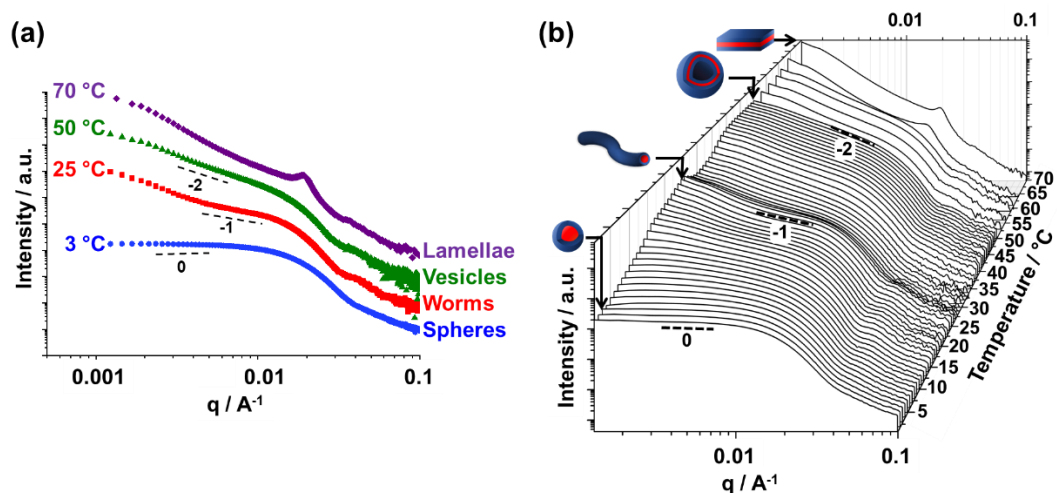 (a)
70 °C
50 °C
25 °C
3 °C
-2
-1
0
Lamellae
Vesicles
Worms
Spheres
Intensity / a.u.
0.001
0.01
0.1
q / A⁻¹
(b)
0.01
0.1
-2
-1
0
70
65
60
55
50
45
40
35
30
25
20
15
10
5
Temperature / °C
Intensity / a.u.
0.01
0.1
q / A⁻¹